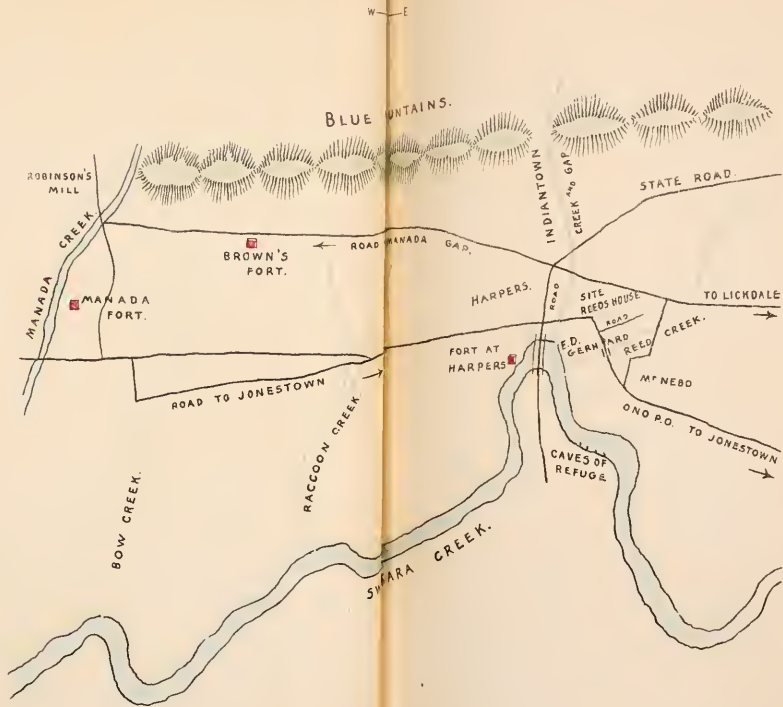 W E
BLUE UNTAINS.
ROBINSON'S
MILL
INDIANTOWN
CREEK AND GAP
STATE ROAD.
MANADA CREEK.
BROWN'S
FORT.
← ROAD MANADA GAP,
MANADA
FORT.
HARPERS.
ROAD
SITE
REEDS HOUSE
ROAD
TO LICKDALE
→
E.D.
GERHARD
REED CREEK.
FORT AT
HARPERS
MT NEBO
ROAD TO JONESTOWN →
ONO P.O. TO JONESTOWN
→
RACCOON CREEK.
CAVES OF
REFUGE
BOW CREEK.
CREEK.